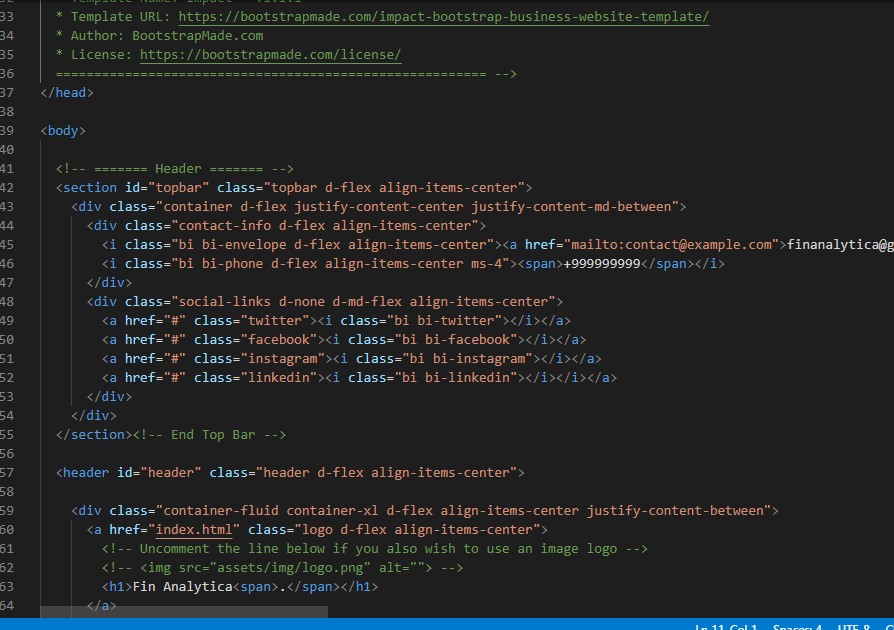 33 * Template URL: https://bootstrapmade.com/impact-bootstrap-business-website-template/
34 * Author: BootstrapMade.com
35 * License: https://bootstrapmade.com/license/
36 ======================================================== -->
37 </head>
38
39 <body>
40
41 <!-- ======= Header ======= -->
42 <section id="topbar" class="topbar d-flex align-items-center">
43 <div class="container d-flex justify-content-center justify-content-md-between">
44 <div class="contact-info d-flex align-items-center">
45 <i class="bi bi-envelope d-flex align-items-center"><a href="mailto:contact@example.com">finanalytica@g
46 <i class="bi bi-phone d-flex align-items-center ms-4"><span>+999999999</span></i>
47 </div>
48 <div class="social-links d-none d-md-flex align-items-center">
49 <a href="#" class="twitter"><i class="bi bi-twitter"></i></a>
50 <a href="#" class="facebook"><i class="bi bi-facebook"></i></a>
51 <a href="#" class="instagram"><i class="bi bi-instagram"></i></a>
52 <a href="#" class="linkedin"><i class="bi bi-linkedin"></i></i></a>
53 </div>
54 </div>
55 </section><!-- End Top Bar -->
56
57 <header id="header" class="header d-flex align-items-center">
58
59 <div class="container-fluid container-xl d-flex align-items-center justify-content-between">
60 <a href="index.html" class="logo d-flex align-items-center">
61 <!-- Uncomment the line below if you also wish to use an image logo -->
62 <!-- <img src="assets/img/logo.png" alt=""> -->
63 <h1>Fin Analytica<span>.</span></h1>
64 </a>
Ln 11, Col 1 Spaces: 4 UTF-8